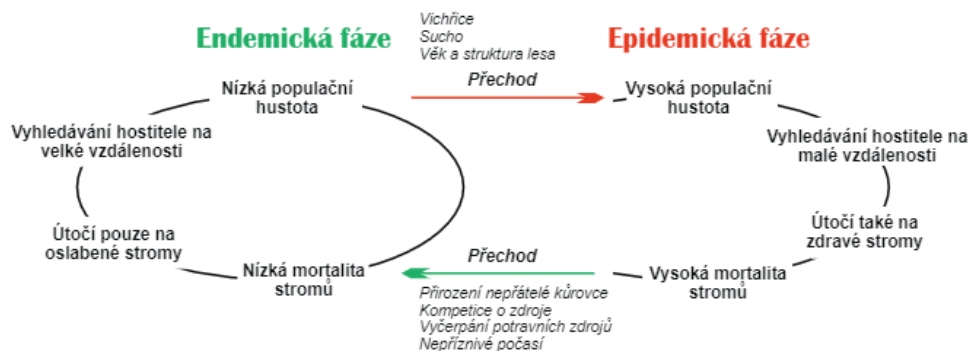 Endemická fáze
Vichřice
Sucho
Věk a struktura lesa
Přechod
Epidemická fáze
Nízká populační
hustota
Vyhledávání hostitele na
velké vzdálenosti
Útočí pouze na
oslabené stromy
Nízká mortalita
stromů
Vysoká populační
hustota
Vyhledávání hostitele na
malé vzdálenosti
Útočí také na
zdravé stromy
Vysoká mortalita
stromů
Přechod
Přirození nepřátelé kůrovce
Kompetice o zdroje
Vyčerpání potravních zdrojů
Nepříznivé počasí